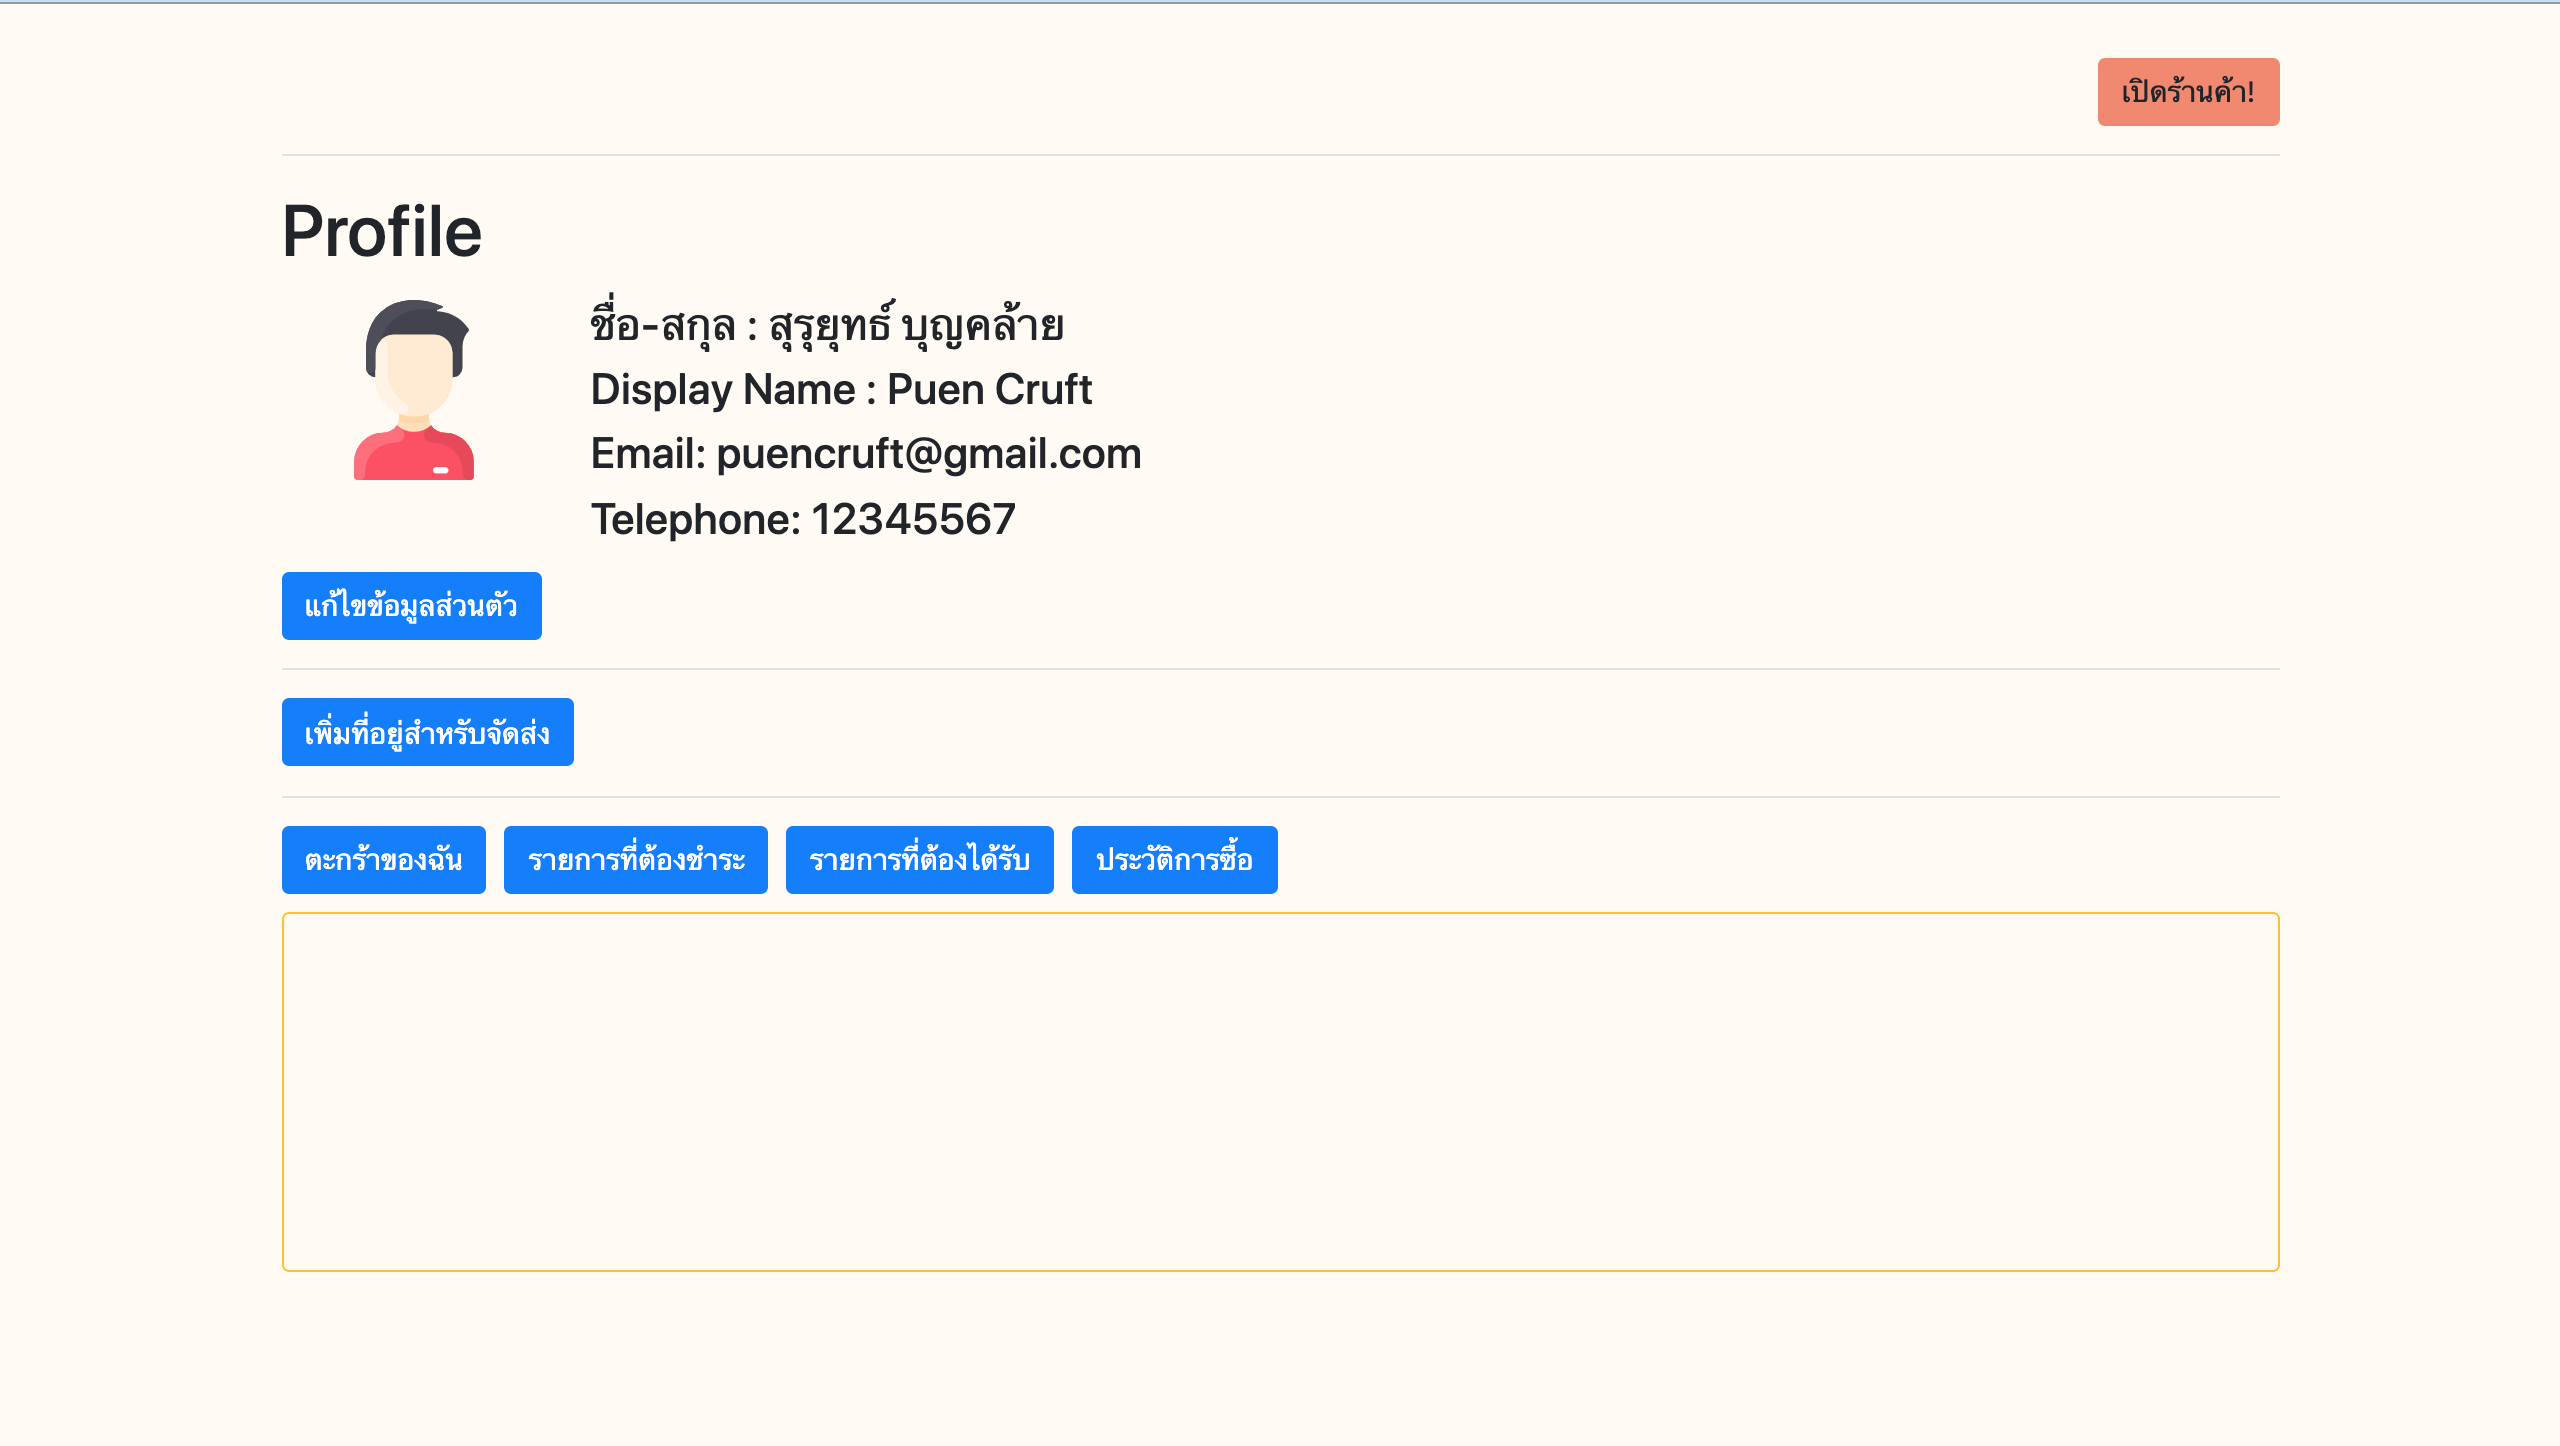 เปิดร้านค้า!
Profile
ชื่อ-สกุล : สุรุยุทธ์ บุญคล้าย
Display Name : Puen Cruft
Email: puencruft@gmail.com
Telephone: 12345567
แก้ไขข้อมูลส่วนตัว
เพิ่มที่อยู่สำหรับจัดส่ง
ตะกร้าของฉัน รายการที่ต้องชำระ รายการที่ต้องได้รับ ประวัติการซื้อ